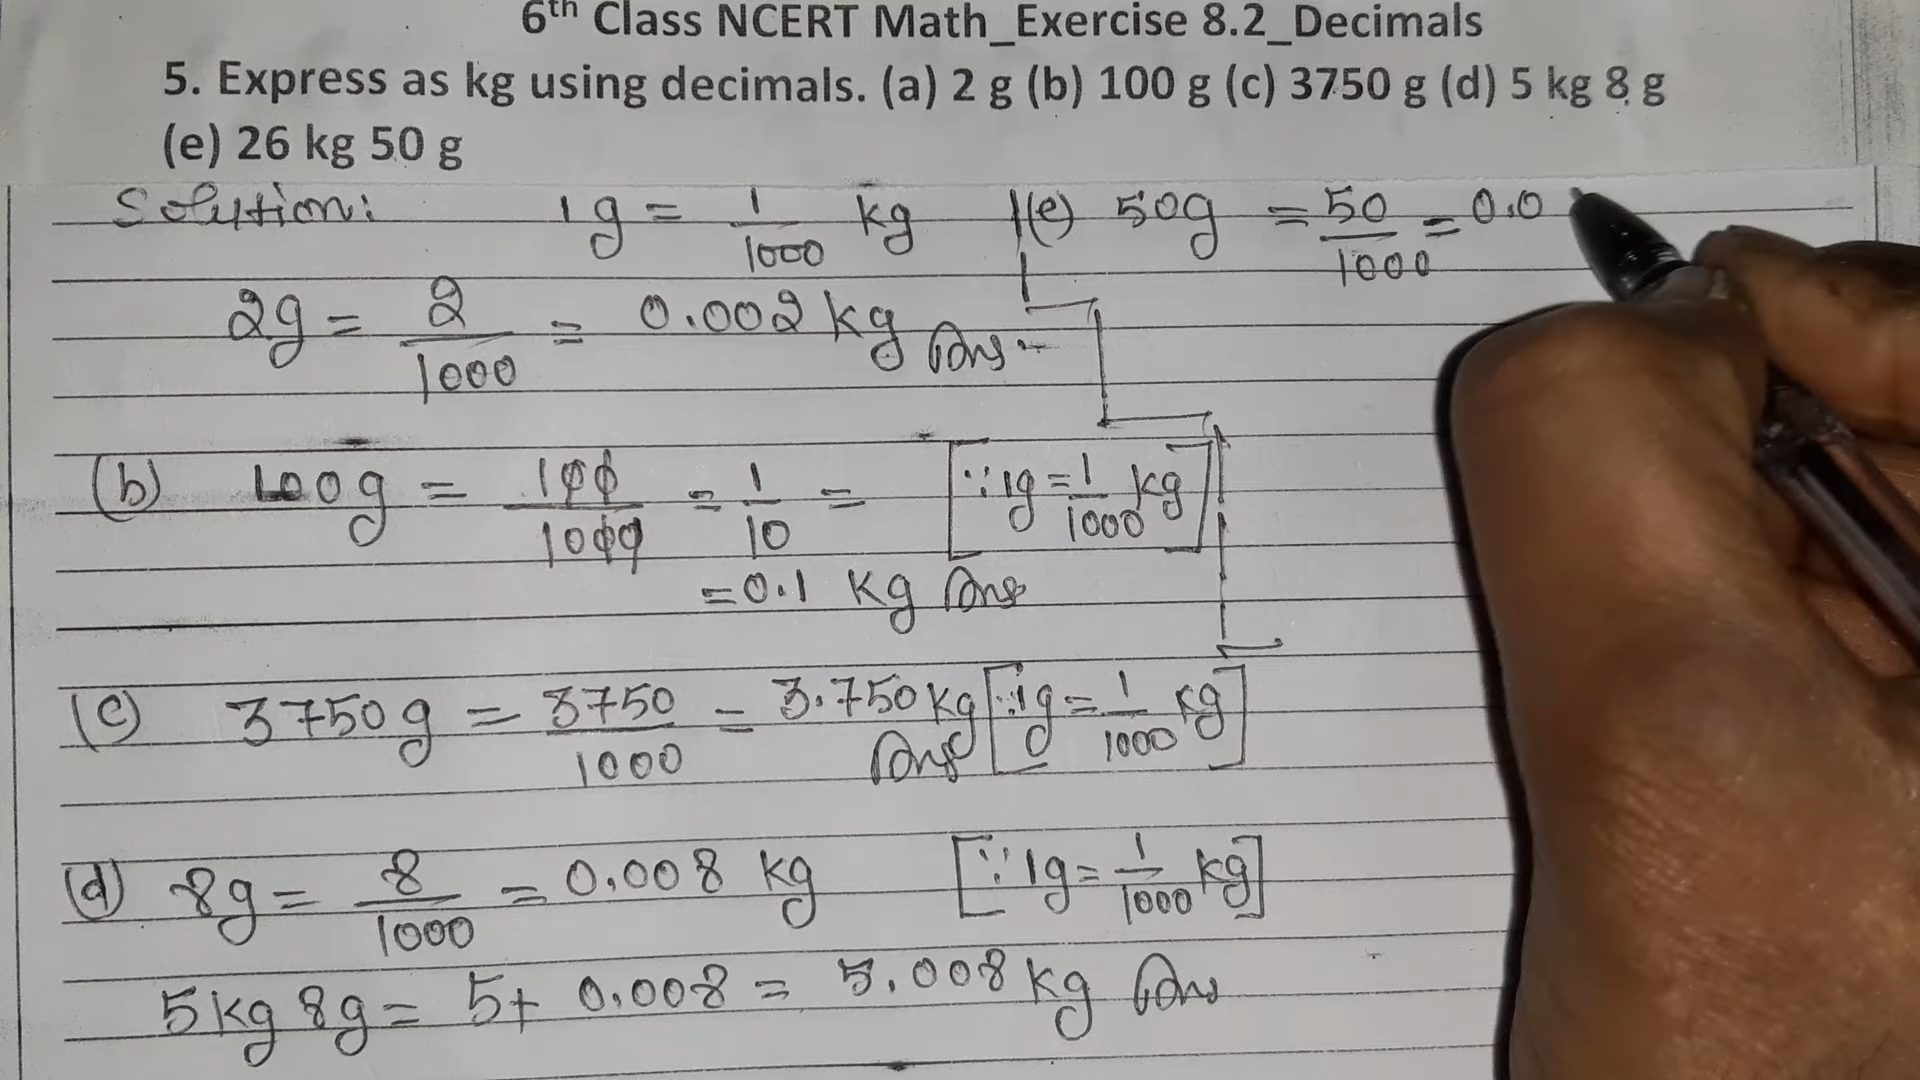 6th Class NCERT Math_Exercise 8.2_Decimals
5. Express as kg using decimals. (a) 2 g (b) 100 g (c) 3750 g (d) 5 kg 8 g
(e) 26 kg 50 g
Solution: 1g = 1/1000 kg
2g = 2/1000 = 0.002 kg Ans
(b) 100g = 100/1000 = 1/10 = [∵ 1g = 1/1000 kg]
= 0.1 kg Ans
(c) 3750g = 3750/1000 = 3.750 kg [∵ 1g = 1/1000 kg]
Ans
(d) 8g = 8/1000 = 0.008 kg [∵ 1g = 1/1000 kg]
5kg 8g = 5 + 0.008 = 5.008 kg Ans
(e) 50g = 50/1000 = 0.0